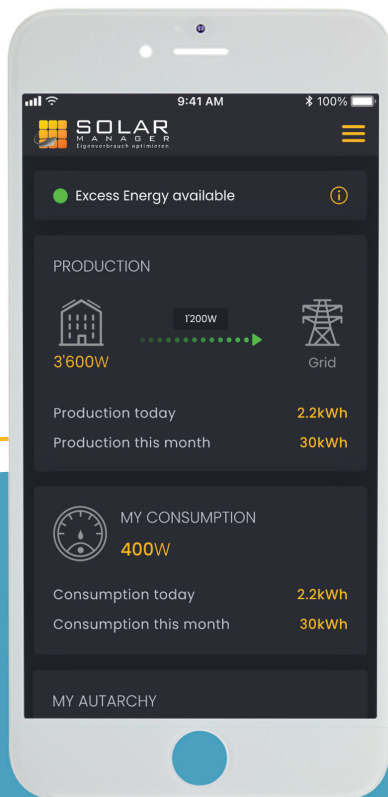 9:41 AM
100%
SOLAR
MANAGER
Eigenverbrauch optimieren
Excess Energy available
PRODUCTION
1'200W
3'600W
Grid
Production today 2.2kWh
Production this month 30kWh
MY CONSUMPTION
400W
Consumption today 2.2kWh
Consumption this month 30kWh
MY AUTARCHY